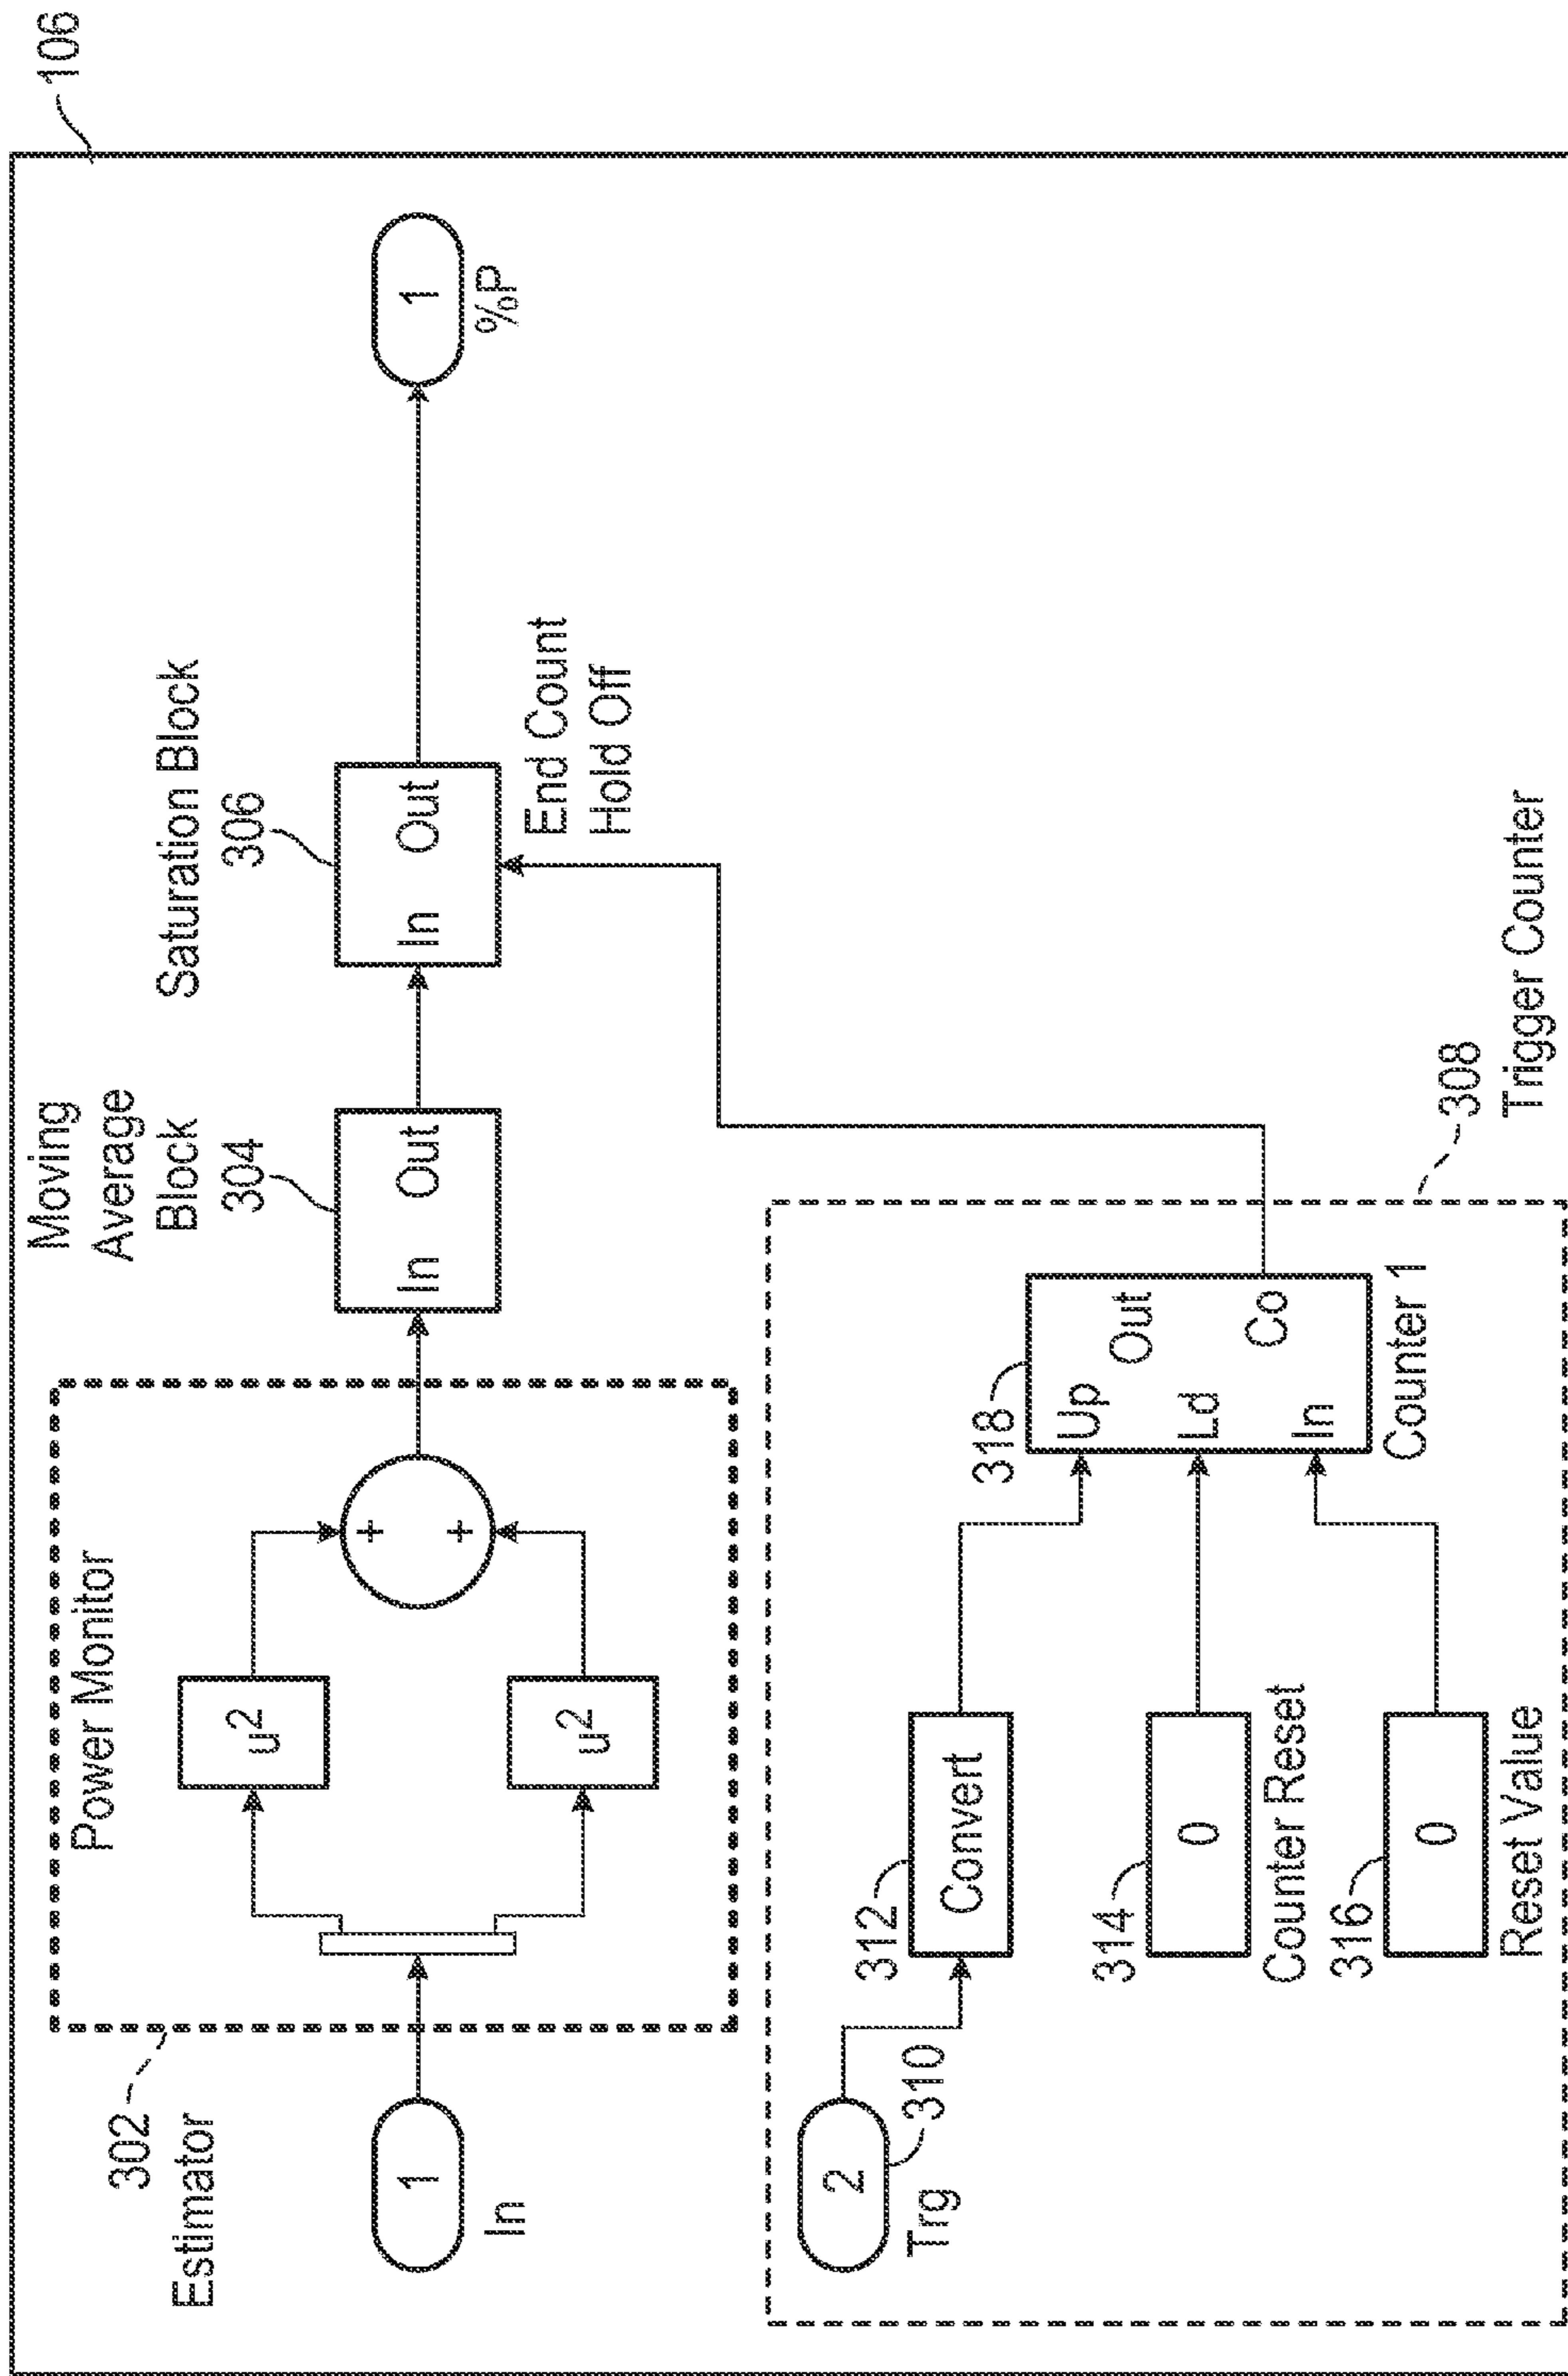 106
Power Monitor
302
Estimator
1
In
u²
u²
+
+
Moving
Average
Block
304
In Out
Saturation Block
306
In Out
End Count
Hold Off
1
%P
2
310
Trg
312
Convert
314
0
Counter Reset
316
0
Reset Value
318
Up
Ld
In
Out
Co
Counter 1
308
Trigger Counter